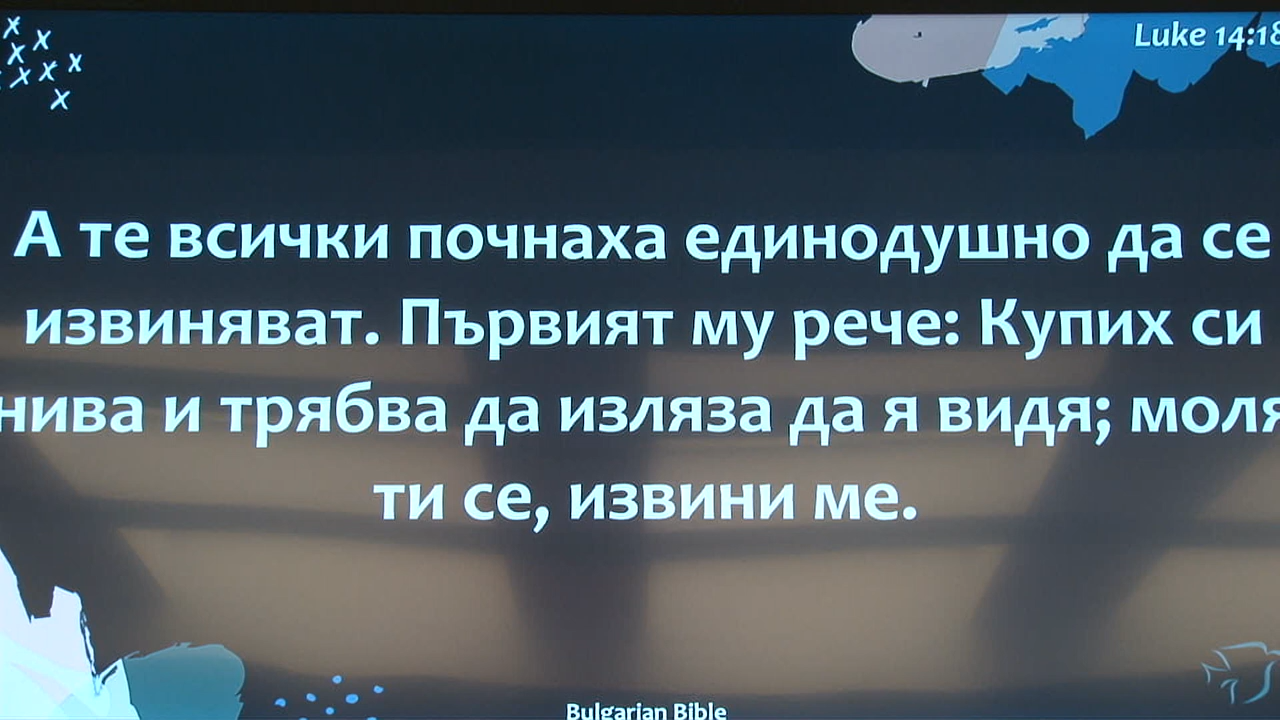 Luke 14:18
А те всички почнаха единодушно да се
извиняват. Първият му рече: Купих си
нива и трябва да изляза да я видя; моля
ти се, извини ме.
Bulgarian Bible